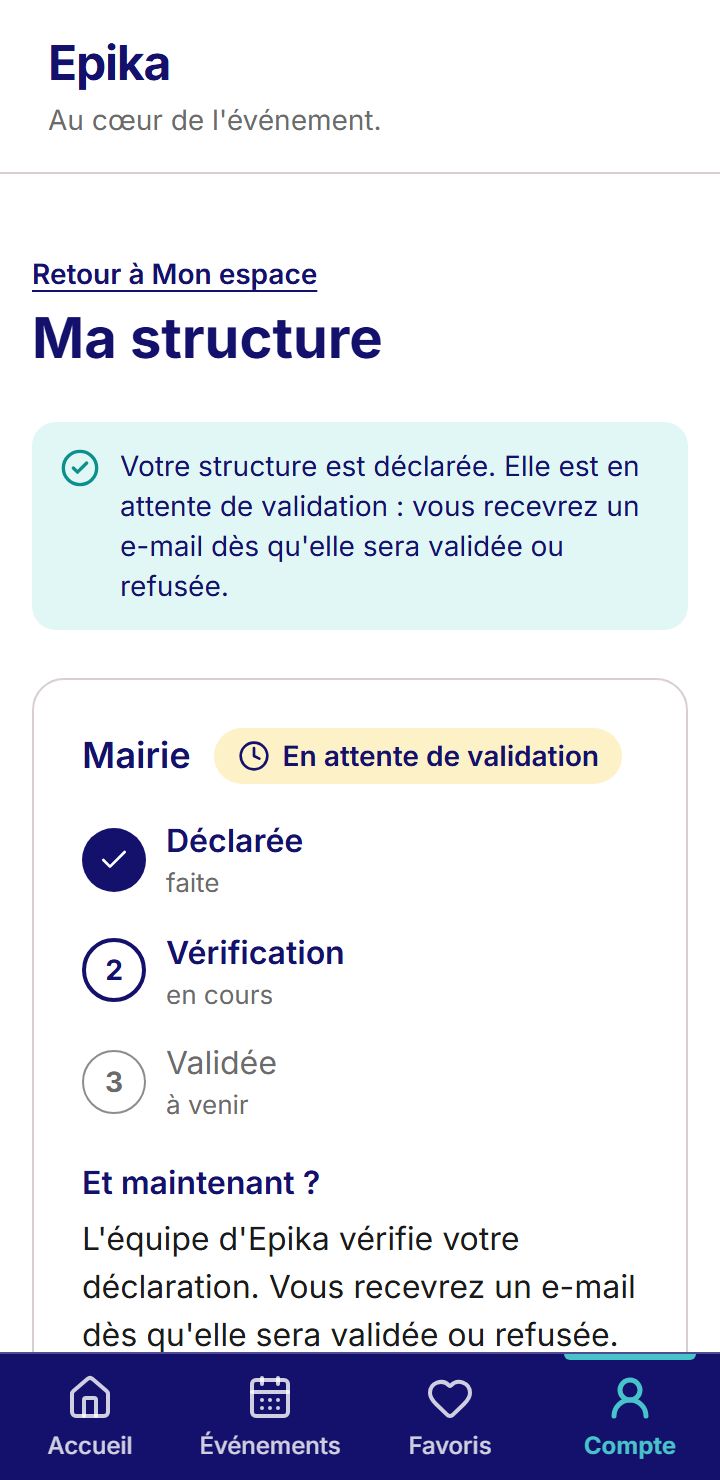 Epika
Au cœur de l'événement.
Retour à Mon espace
Ma structure
Votre structure est déclarée. Elle est en
attente de validation : vous recevrez un
e-mail dès qu'elle sera validée ou
refusée.
Mairie
En attente de validation
Déclarée
faite
2
Vérification
en cours
3
Validée
à venir
Et maintenant ?
L'équipe d'Epika vérifie votre
déclaration. Vous recevrez un e-mail
dès qu'elle sera validée ou refusée.
Accueil
Événements
Favoris
Compte